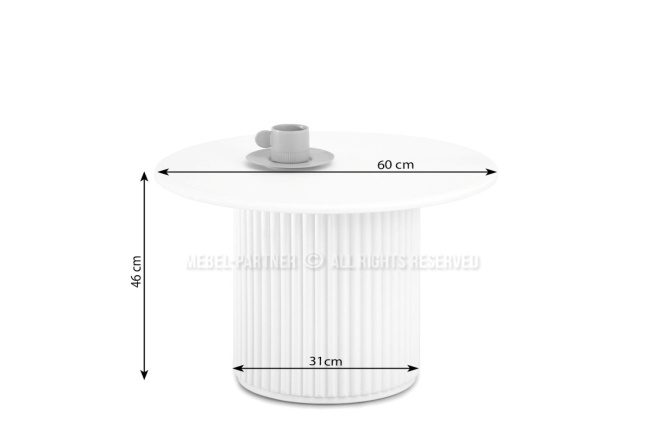 60 cm
46 cm
MEBEL-PARTNER © ALL RIGHTS RESERVED
31cm